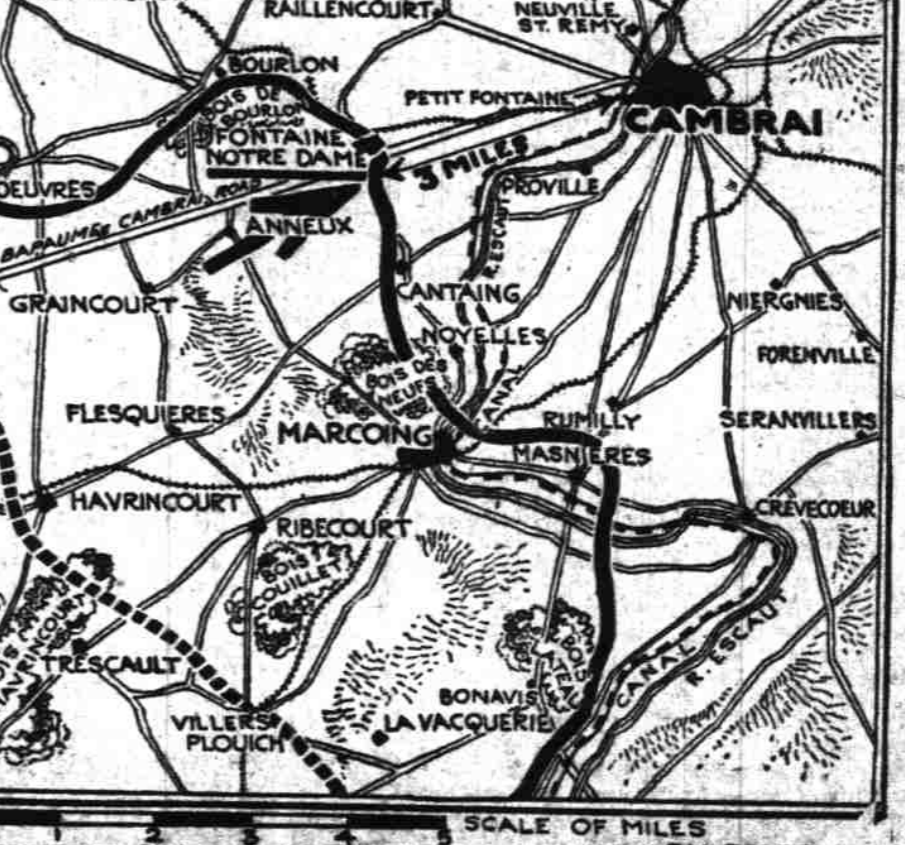 RAILLENCOURT
NEUVILLE
ST. REMY
BOURLON
BOIS DE
BOURLON
PETIT FONTAINE
CAMBRAI
FONTAINE
NOTRE DAME
3 MILES
OEUVRES
PROVILLE
BAPAUME CAMBRAI ROAD
ANNEUX
R. ESCAUT
CANTAING
GRAINCOURT
NIERGNIES
NOYELLES
FORENVILLE
BOIS DES
NEUFS
CANAL
FLESQUIERES
RUMILLY
SERANVILLERS
MARCOING
MASNIERES
HAVRINCOURT
CRÈVECOEUR
RIBECOURT
BOIS
COUILLET
HAVRINCOURT
TRESCAULT
BOIS
LATEAU
CANAL
R. ESCAUT
BONAVIS
VILLERS
PLOUICH
LA VACQUERIE
1 2 3 4 5 SCALE OF MILES